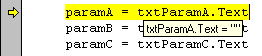 paramA = txtParamA.Text
paramB = t
txtParamA.Text = ""
paramC = txtParamC.Text